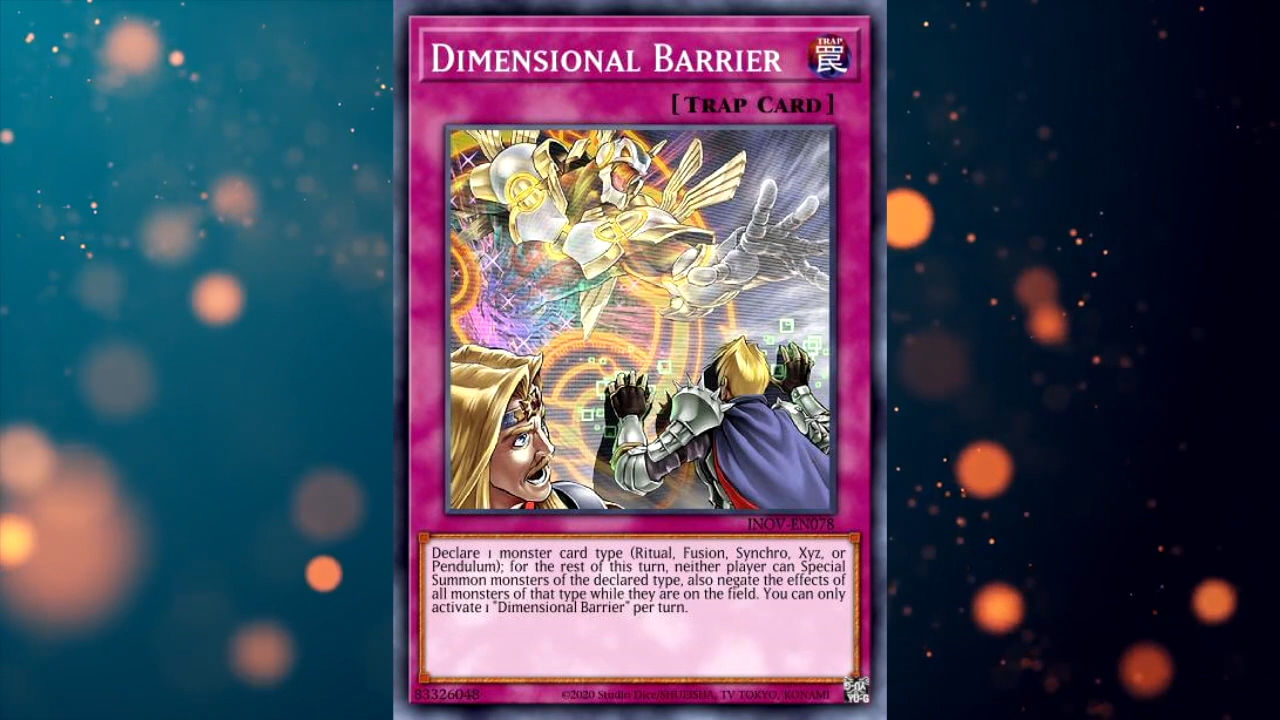 DIMENSIONAL BARRIER
TRAP
罠
[TRAP CARD]
INOV-EN078
Declare 1 monster card type (Ritual, Fusion, Synchro, Xyz, or
Pendulum); for the rest of this turn, neither player can Special
Summon monsters of the declared type, also negate the effects of
all monsters of that type while they are on the field. You can only
activate 1 "Dimensional Barrier" per turn.
83326048
©2020 Studio Dice/SHUEISHA, TV TOKYO, KONAMI